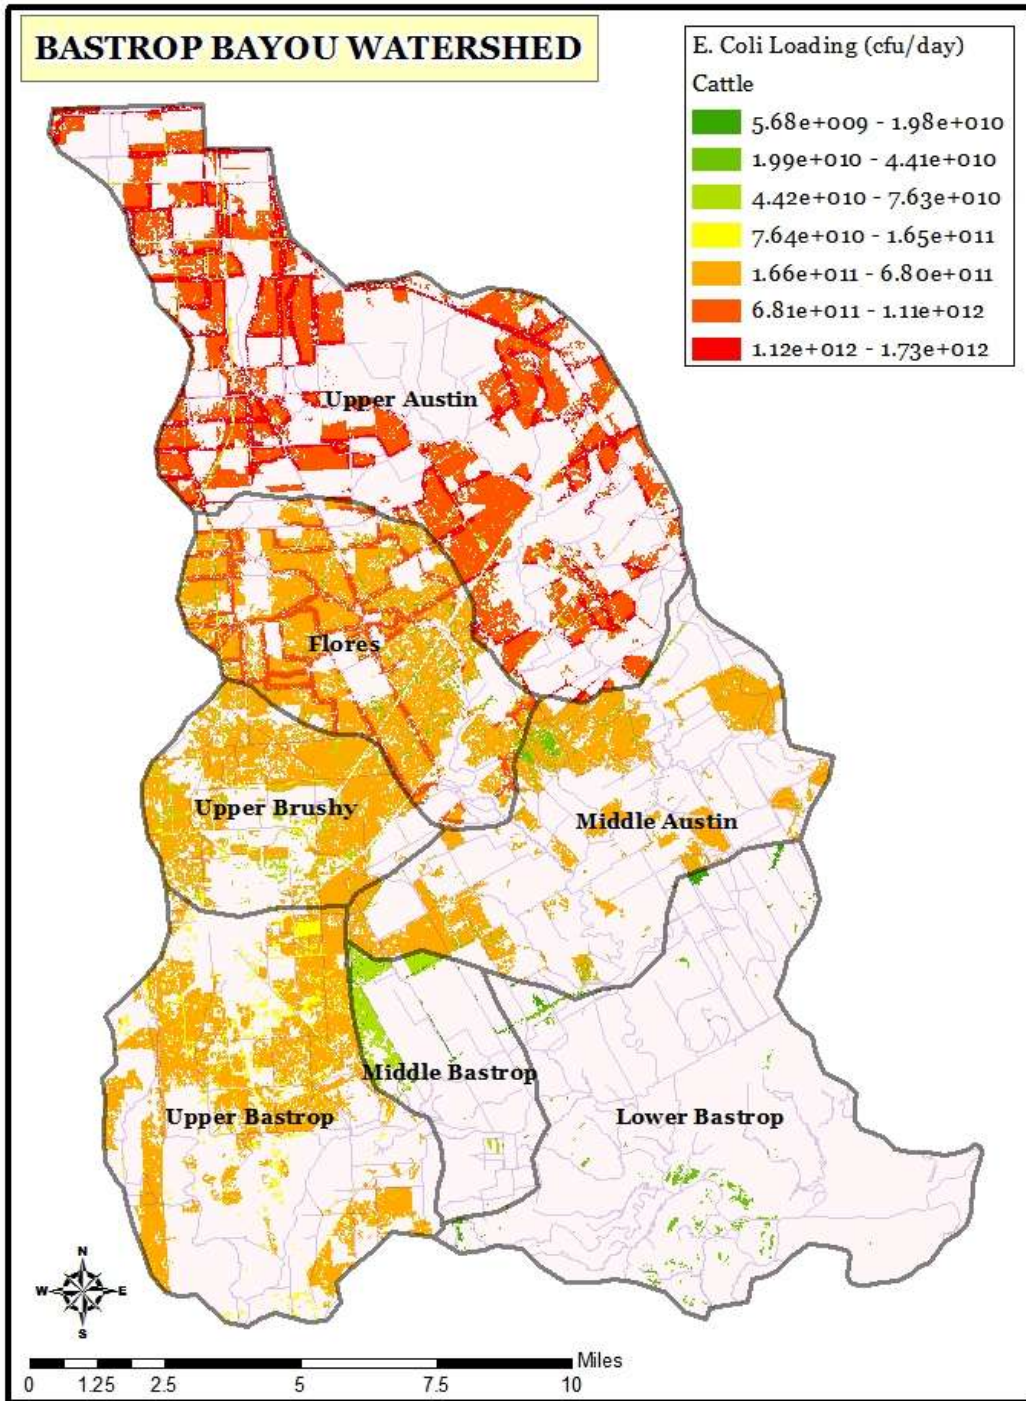 BASTROP BAYOU WATERSHED
E. Coli Loading (cfu/day)
Cattle
5.68e+009 - 1.98e+010
1.99e+010 - 4.41e+010
4.42e+010 - 7.63e+010
7.64e+010 - 1.65e+011
1.66e+011 - 6.80e+011
6.81e+011 - 1.11e+012
1.12e+012 - 1.73e+012
Upper Austin
Flores
Upper Brushy
Middle Austin
Middle Bastrop
Upper Bastrop
Lower Bastrop
N
W E
S
Miles
0 1.25 2.5 5 7.5 10